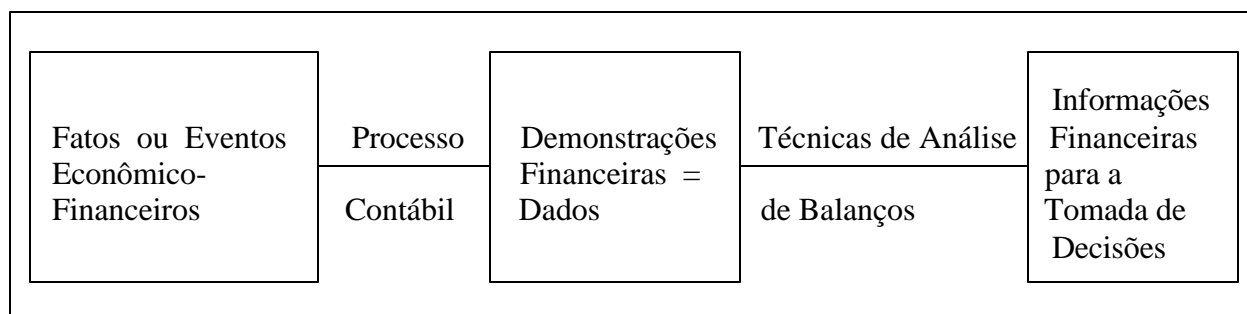 Fatos ou Eventos
Econômico-
Financeiros
Processo
Contábil
Demonstrações
Financeiras =
Dados
Técnicas de Análise
de Balanços
Informações
Financeiras
para a
Tomada de
Decisões